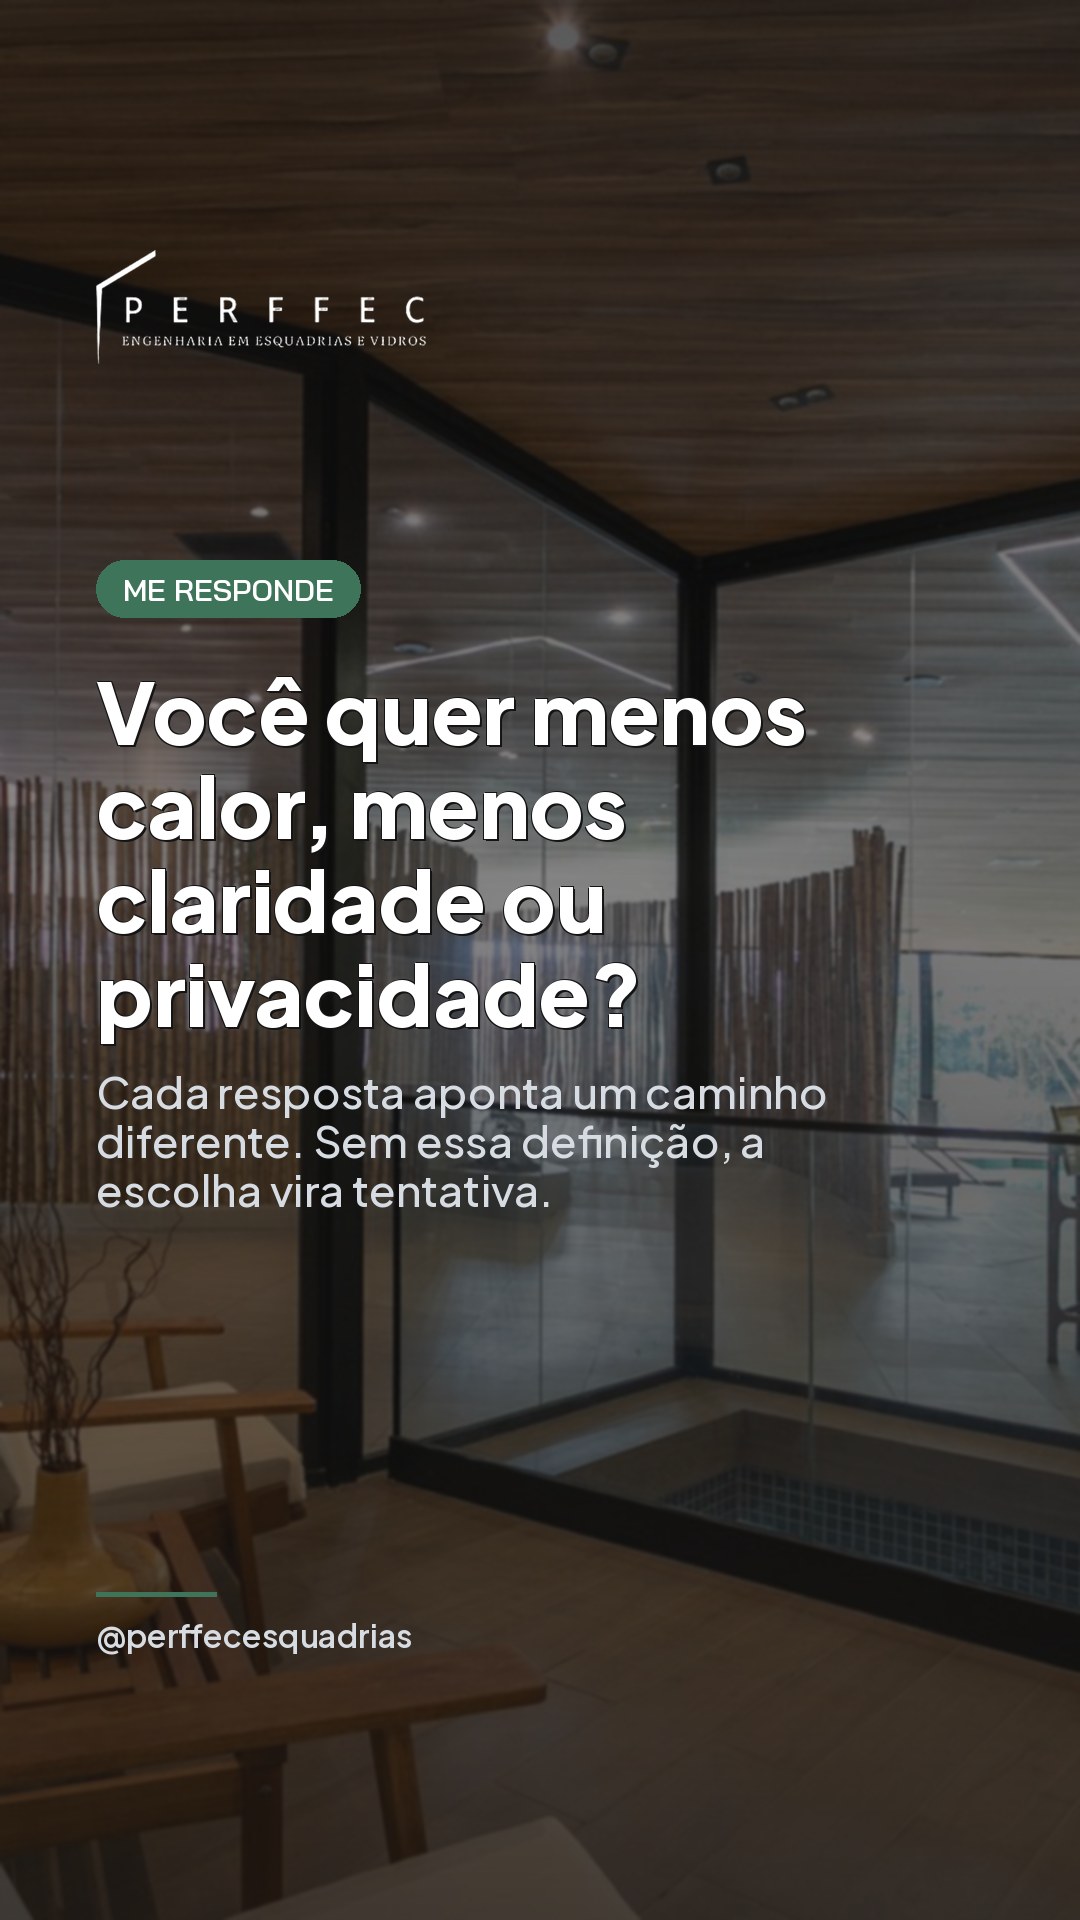 PERFFEC
ENGENHARIA EM ESQUADRIAS E VIDROS
ME RESPONDE
Você quer menos
calor, menos
claridade ou
privacidade?
Cada resposta aponta um caminho
diferente. Sem essa definição, a
escolha vira tentativa.
@perffecesquadrias